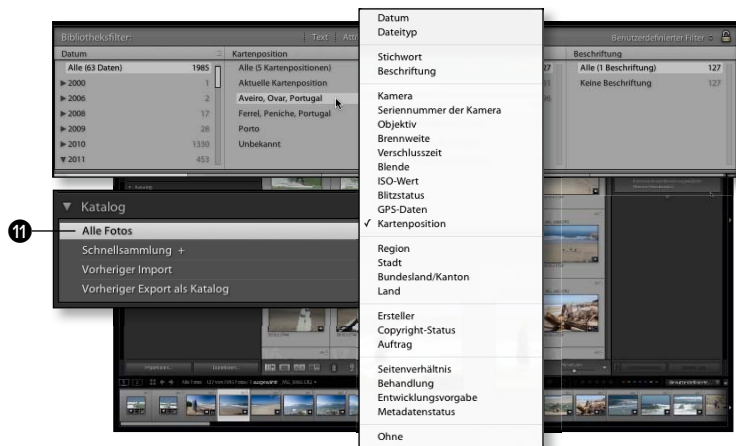 Bibliotheksfilter:
Text
Benutzerdefinierter Filter
Datum
Alle (63 Daten) 1985
2000 1
2006 2
2008 17
2009 28
2010 1330
2011 453
Kartenposition
Alle (5 Kartenpositionen)
Aktuelle Kartenposition
Aveiro, Ovar, Portugal
Ferrel, Peniche, Portugal
Porto
Unbekannt
Datum
Dateityp
Stichwort
Beschriftung
Kamera
Seriennummer der Kamera
Objektiv
Brennweite
Verschlusszeit
Blende
ISO-Wert
Blitzstatus
GPS-Daten
✓ Kartenposition
Region
Stadt
Bundesland/Kanton
Land
Ersteller
Copyright-Status
Auftrag
Seitenverhältnis
Behandlung
Entwicklungsvorgabe
Metadatenstatus
Ohne
Beschriftung
Alle (1 Beschriftung) 127
Keine Beschriftung 127
11
Katalog
Alle Fotos
Schnellsammlung +
Vorheriger Import
Vorheriger Export als Katalog